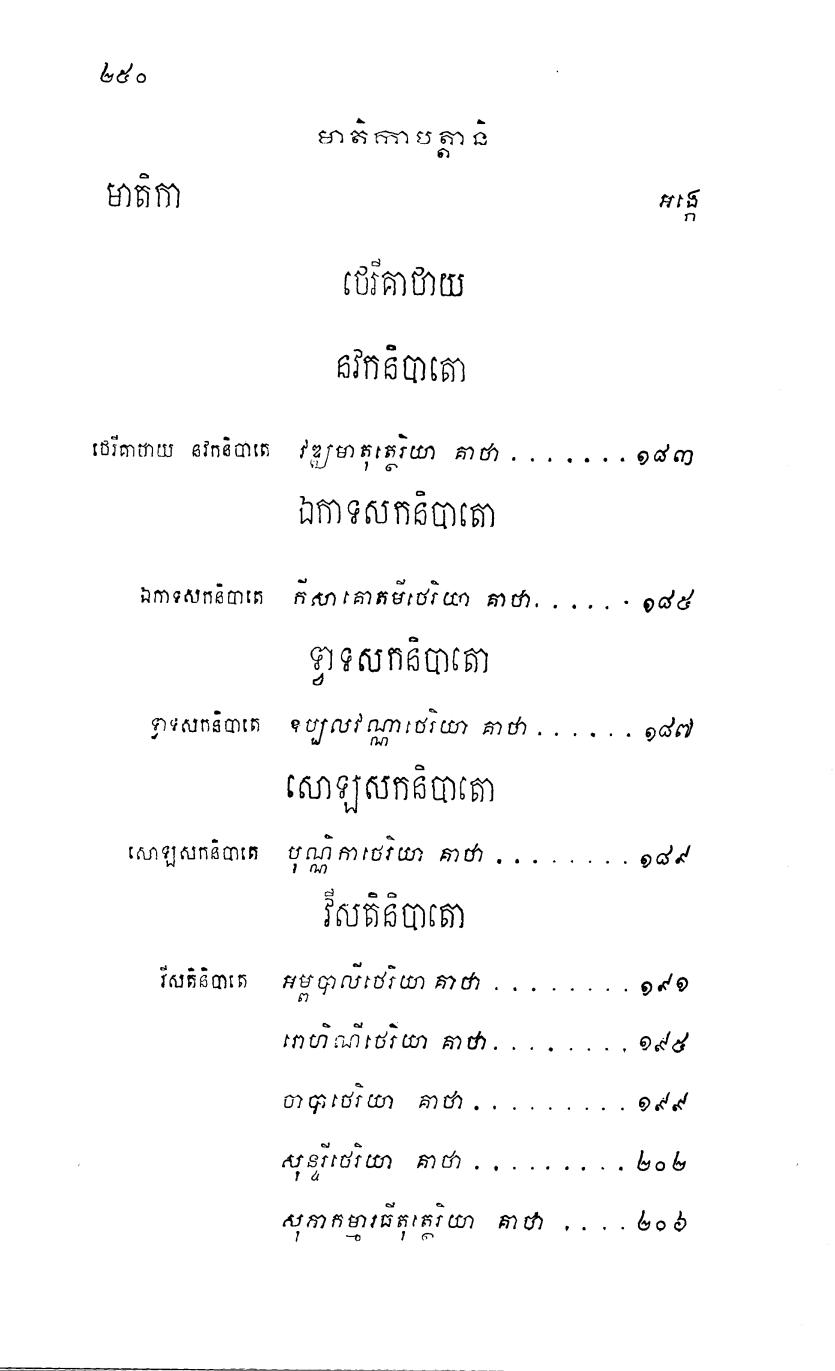 ២៥០
មាតិកាបត្តានិ
មាតិកា អង្កេ
ថេរីគាថាយ
នវកនិបាតោ
ថេរីគាថាយ នវកនិបាតេ វឌ្ឍមាតុត្ថេរិយា គាថា . . . . . . . ១៨៣
ឯកាទសកនិបាតោ
ឯកាទសកនិបាតេ កីសាគោតមីថេរិយា គាថា . . . . . . ១៨៥
ទ្វាទសកនិបាតោ
ទ្វាទសកនិបាតេ ឧប្បលវណ្ណាថេរិយា គាថា . . . . . . ១៨៧
សោឡសកនិបាតោ
សោឡសកនិបាតេ បុណ្ណិកាថេរិយា គាថា . . . . . . . . ១៨៩
វីសតិនិបាតោ
វីសតិនិបាតេ អម្ពបាលីថេរិយា គាថា . . . . . . . . ១៩១
រោហិណីថេរិយា គាថា . . . . . . . . ១៩៥
ចាបាថេរិយា គាថា . . . . . . . . . ១៩៩
សុន្ទរីថេរិយា គាថា . . . . . . . . . ២០២
សុភាកម្មារធីតុត្ថេរិយា គាថា . . . . ២០៦